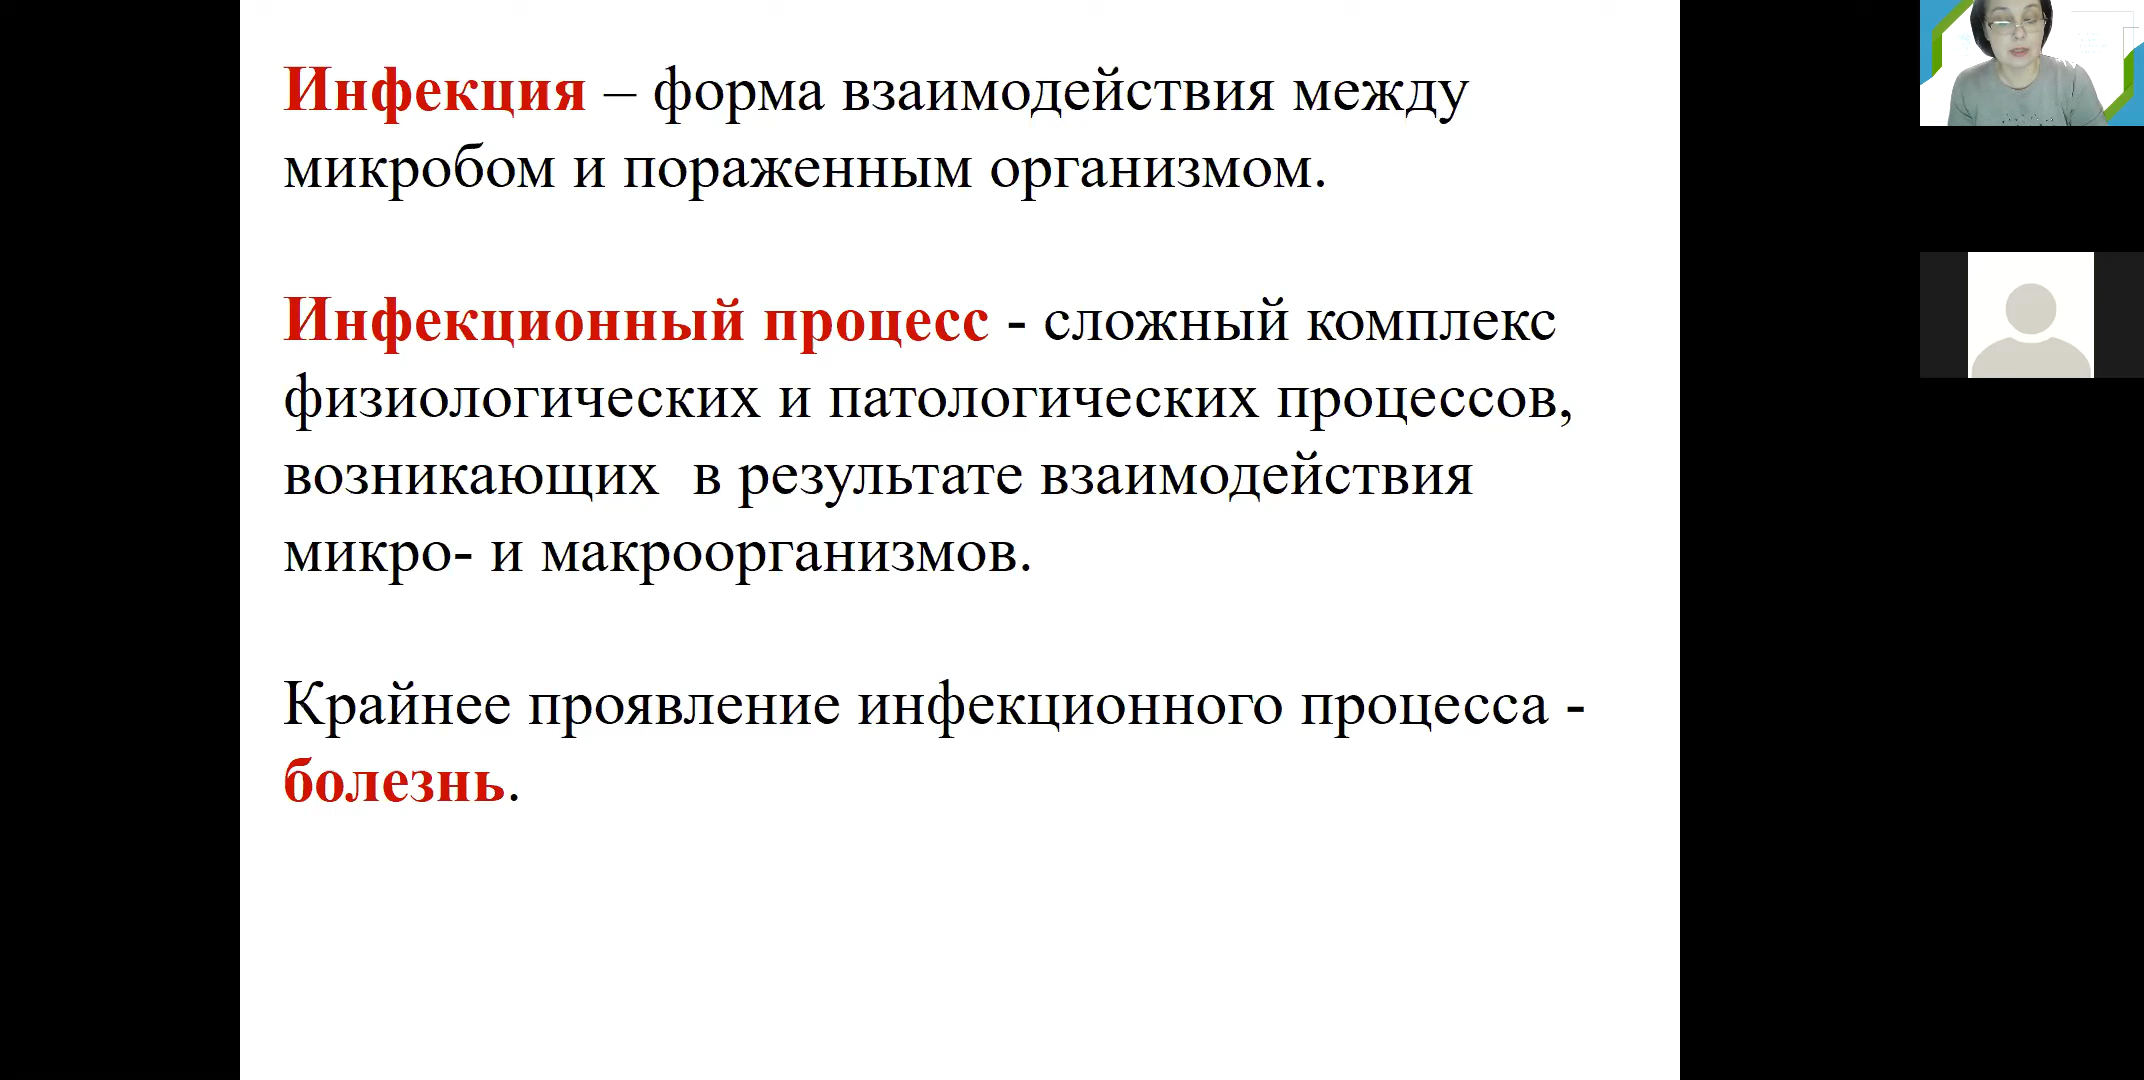 Инфекция – форма взаимодействия между
микробом и пораженным организмом.
Инфекционный процесс - сложный комплекс
физиологических и патологических процессов,
возникающих  в результате взаимодействия
микро- и макроорганизмов.
Крайнее проявление инфекционного процесса -
болезнь.